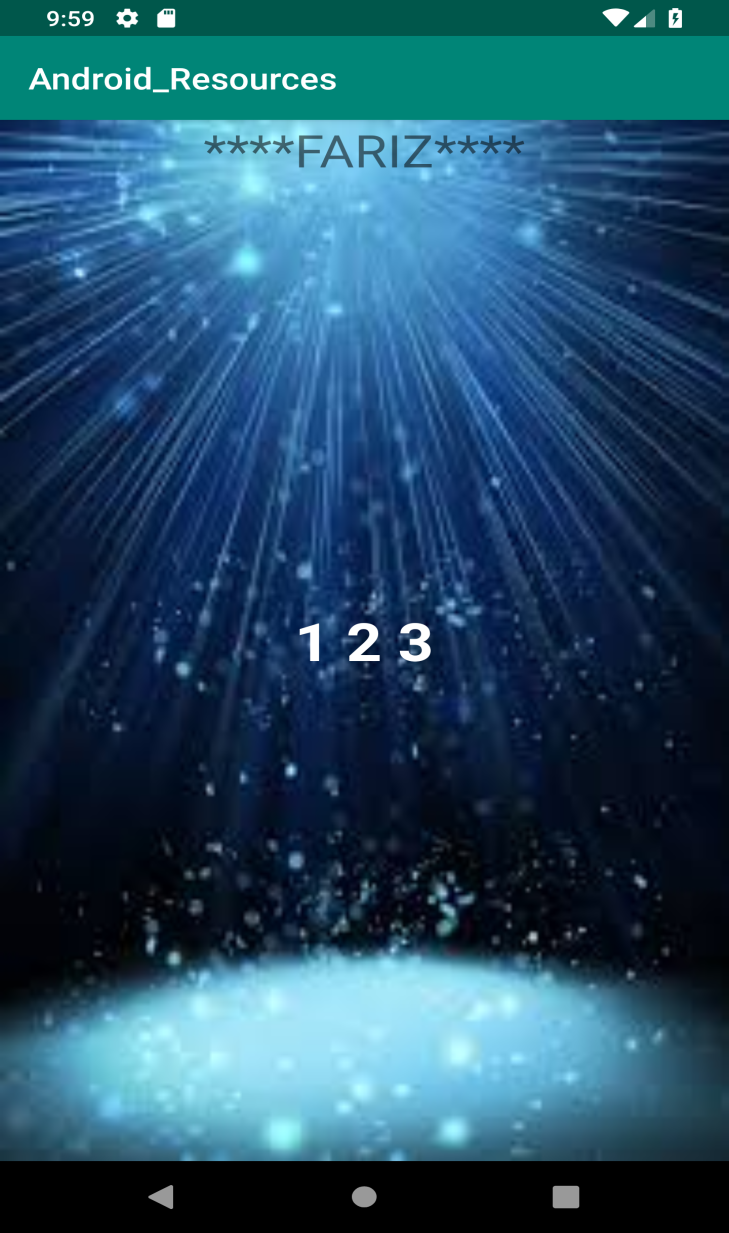 9:59
Android_Resources
****FARIZ****
1 2 3